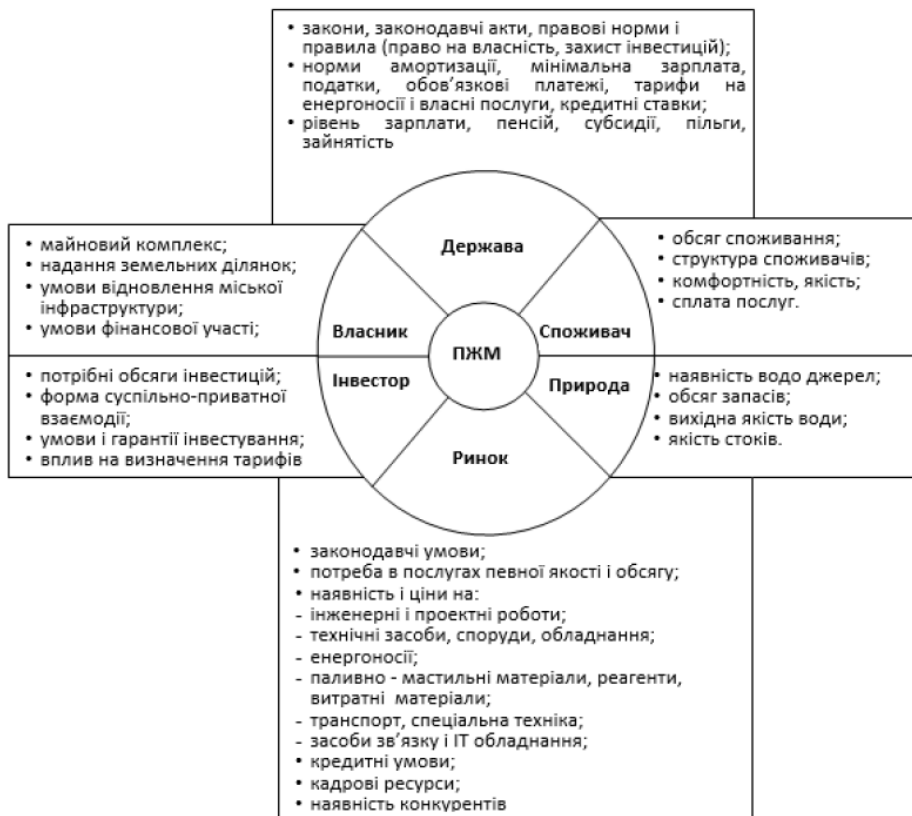 • закони, законодавчі акти, правові норми і
правила (право на власність, захист інвестицій);
• норми амортизації, мінімальна зарплата,
податки, обов’язкові платежі, тарифи на
енергоносії і власні послуги, кредитні ставки;
• рівень зарплати, пенсій, субсидії, пільги,
зайнятість
Держава
• майновий комплекс;
• надання земельних ділянок;
• умови відновлення міської
інфраструктури;
• умови фінансової участі;
Власник
ПЖМ
Споживач
• обсяг споживання;
• структура споживачів;
• комфортність, якість;
• сплата послуг.
• потрібні обсяги інвестицій;
• форма суспільно-приватної
взаємодії;
• умови і гарантії інвестування;
• вплив на визначення тарифів
Інвестор
Природа
• наявність водо джерел;
• обсяг запасів;
• вихідна якість води;
• якість стоків.
Ринок
• законодавчі умови;
• потреба в послугах певної якості і обсягу;
• наявність і ціни на:
- інженерні і проектні роботи;
- технічні засоби, споруди, обладнання;
- енергоносії;
- паливно - мастильні матеріали, реагенти,
витратні матеріали;
- транспорт, спеціальна техніка;
- засоби зв’язку і ІТ обладнання;
• кредитні умови;
• кадрові ресурси;
• наявність конкурентів